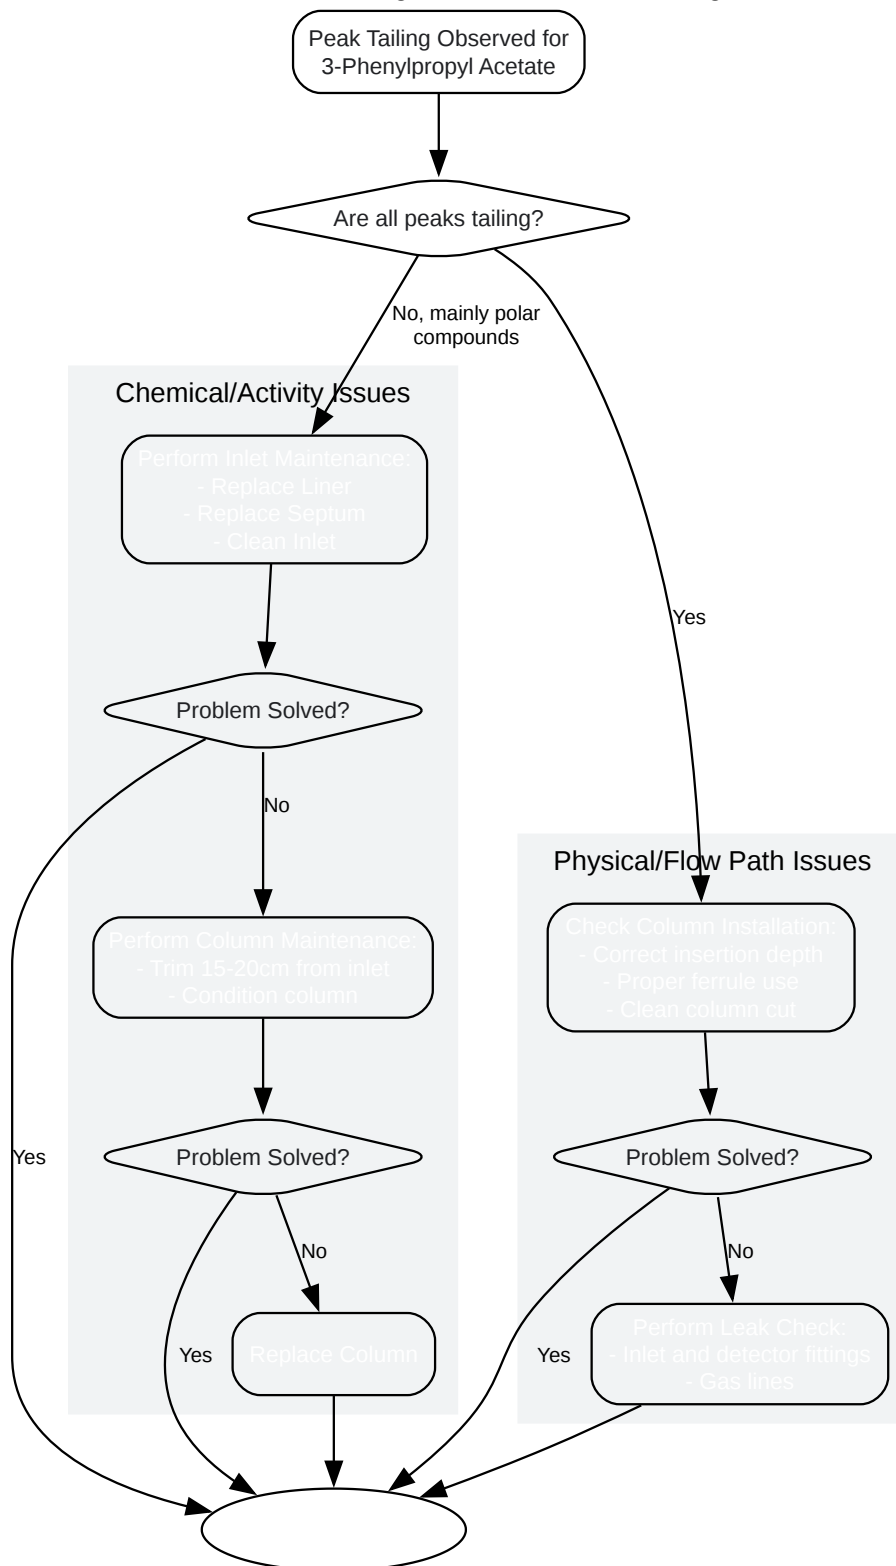 Peak Tailing Observed for
3-Phenylpropyl Acetate
Are all peaks tailing?
No, mainly polar
compounds
Chemical/Activity Issues
Perform Inlet Maintenance:
- Replace Liner
- Replace Septum
- Clean Inlet
Yes
Problem Solved?
No
Physical/Flow Path Issues
Perform Column Maintenance:
- Trim 15-20cm from inlet
- Condition column
Check Column Installation:
- Correct insertion depth
- Proper ferrule use
- Clean column cut
Yes
Problem Solved?
Problem Solved?
No
No
Yes
Replace Column
Yes
Perform Leak Check:
- Inlet and detector fittings
- Gas lines